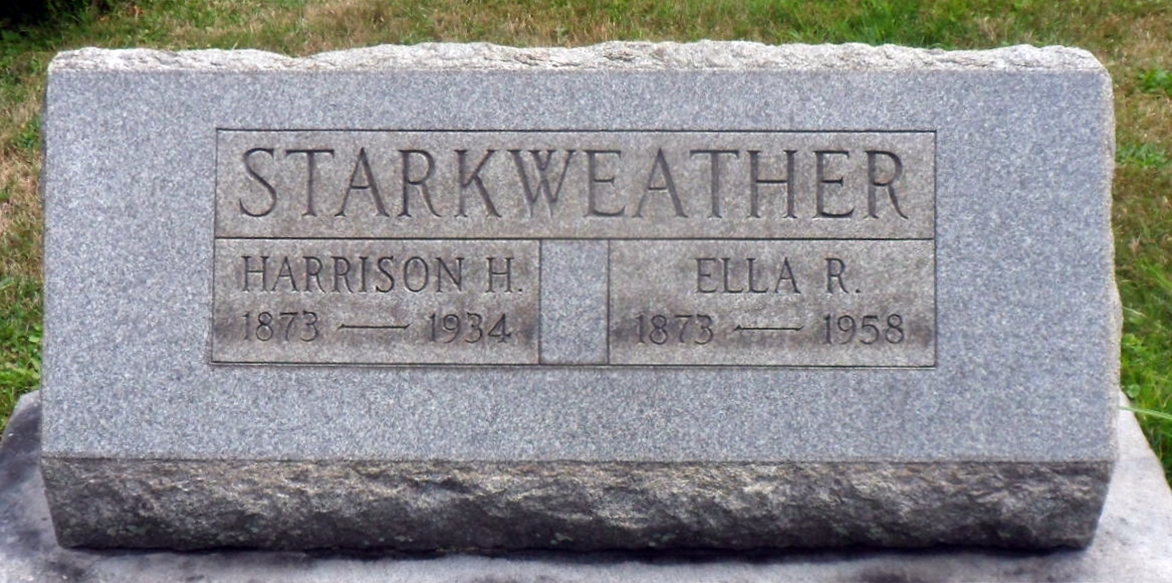 STARKWEATHER
HARRISON H.
1873 — 1934
ELLA R.
1873 — 1958